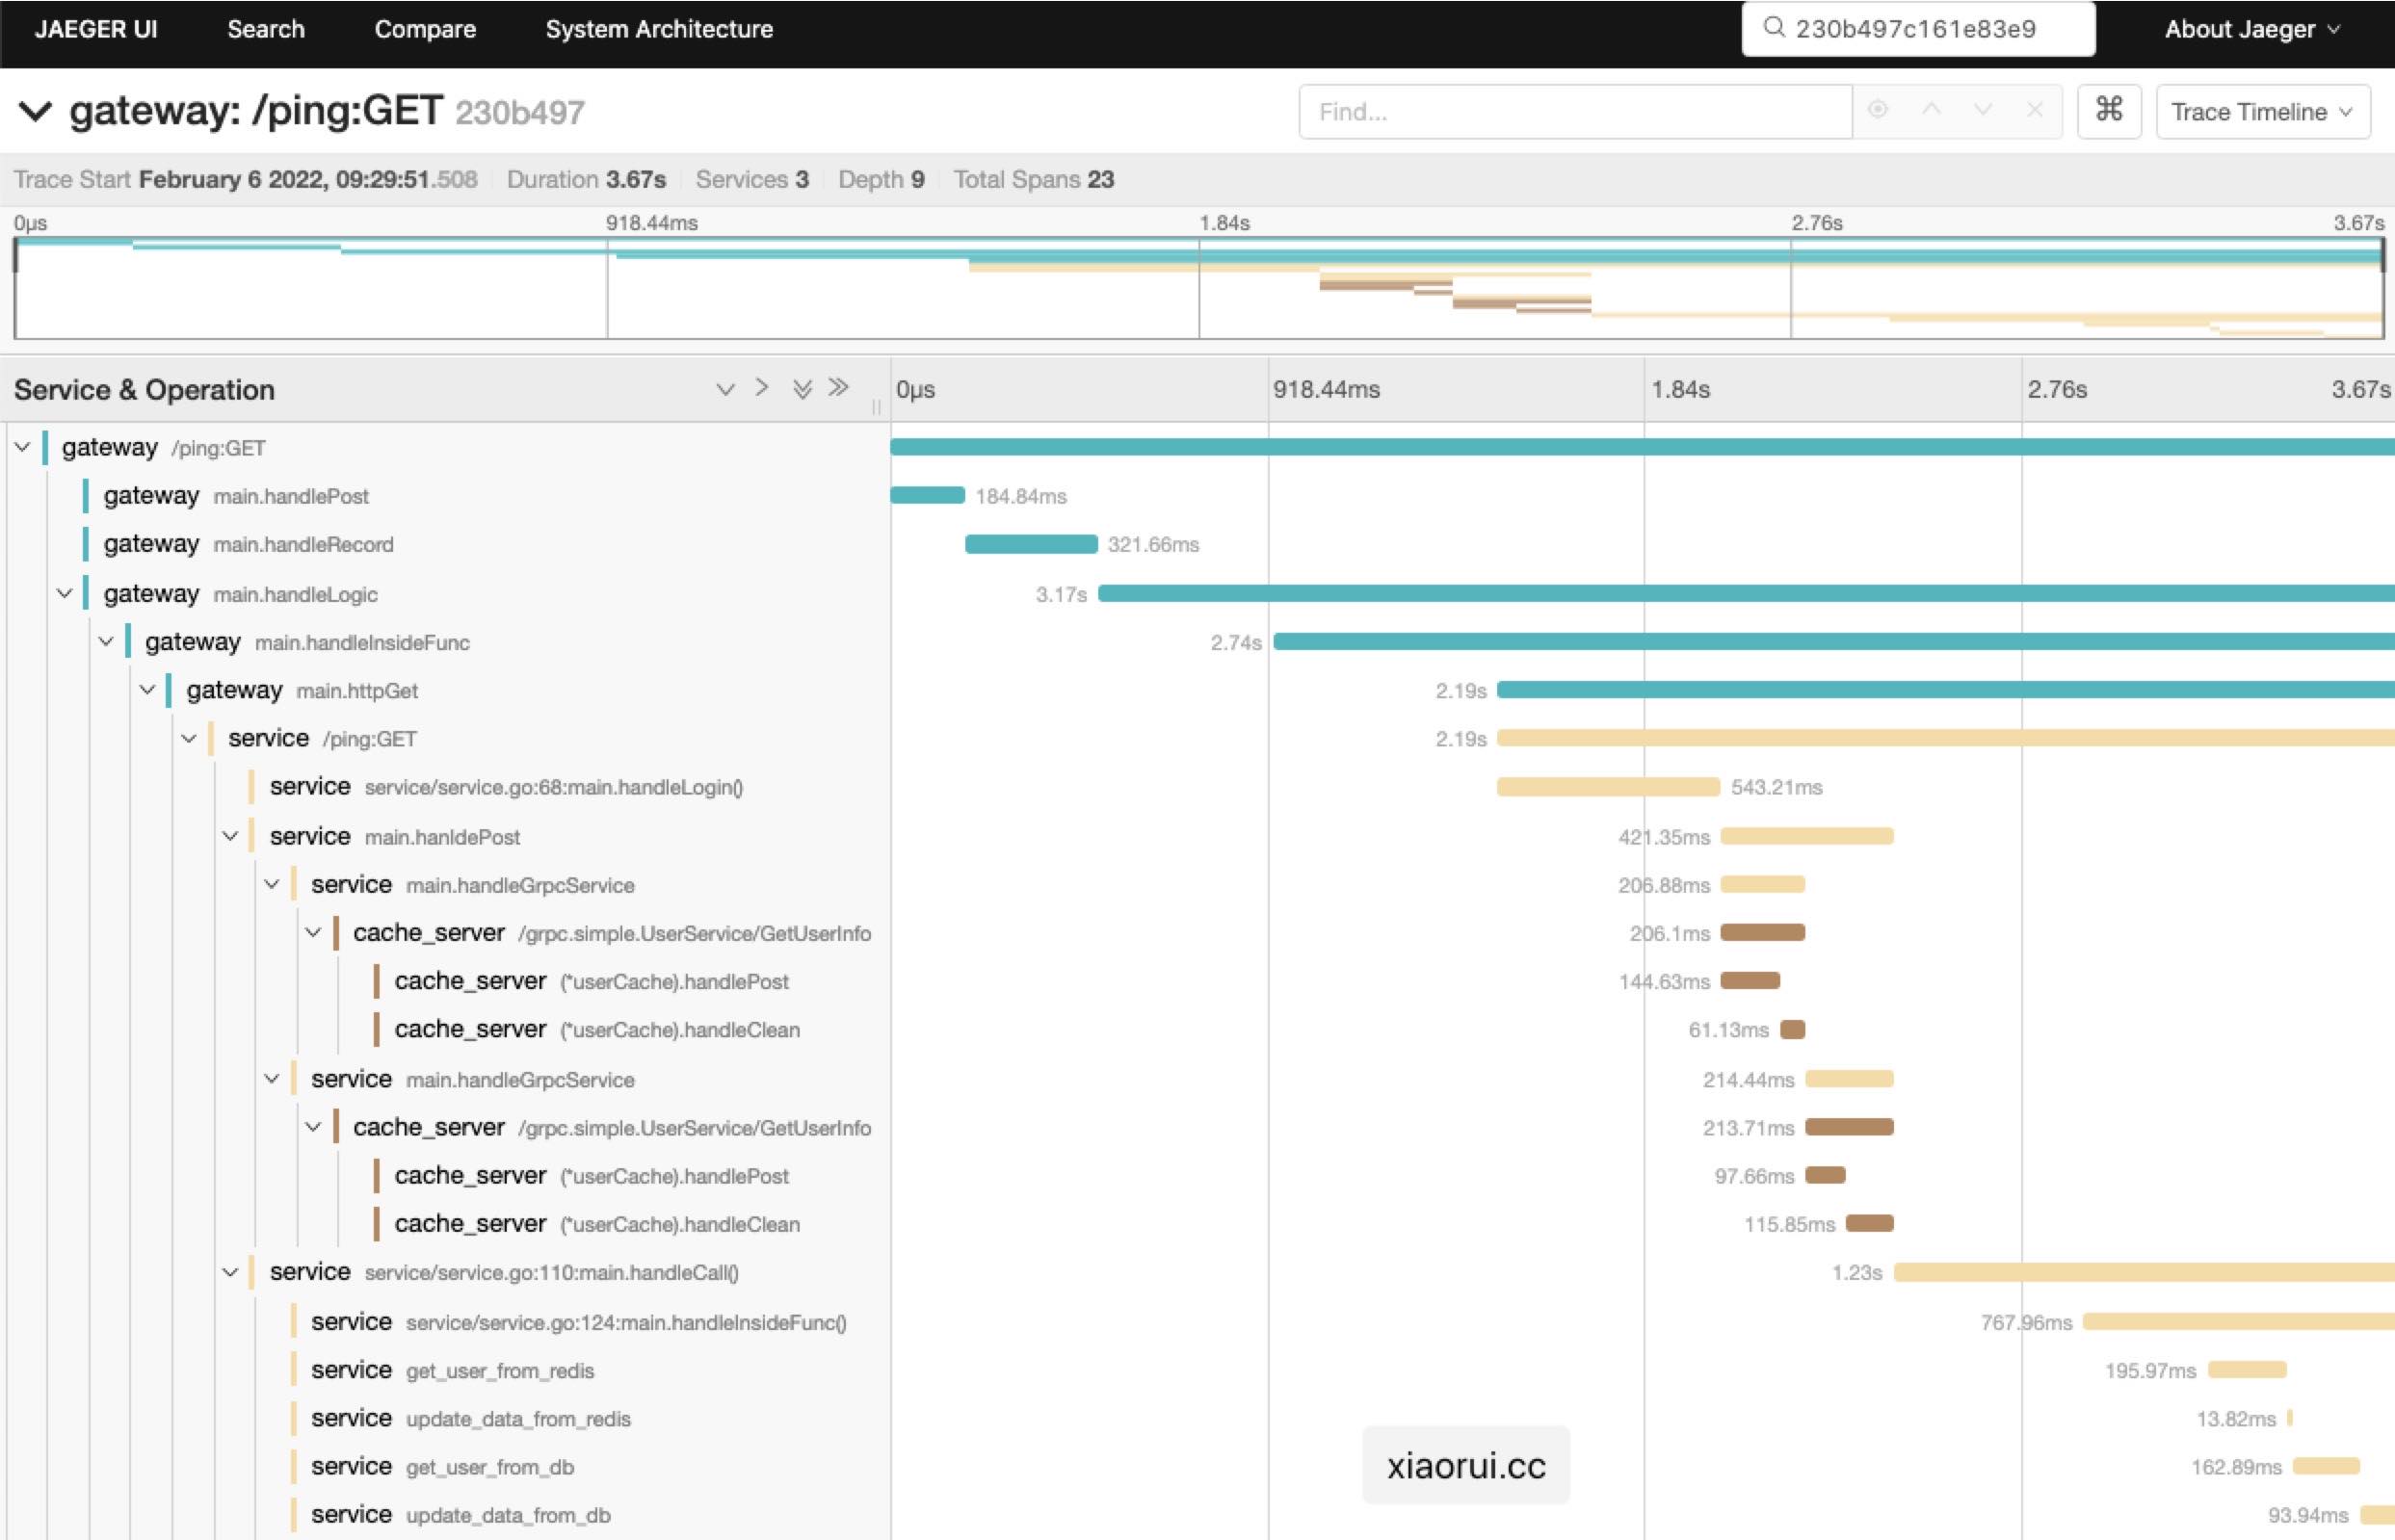 JAEGER UI Search Compare System Architecture 230b497c161e83e9 About Jaeger
gateway: /ping:GET 230b497 Find... ⌘ Trace Timeline
Trace Start February 6 2022, 09:29:51.508 Duration 3.67s Services 3 Depth 9 Total Spans 23
0μs 918.44ms 1.84s 2.76s 3.67s
Service & Operation 0μs 918.44ms 1.84s 2.76s 3.67s
gateway /ping:GET
gateway main.handlePost 184.84ms
gateway main.handleRecord 321.66ms
gateway main.handleLogic 3.17s
gateway main.handleInsideFunc 2.74s
gateway main.httpGet 2.19s
service /ping:GET 2.19s
service service/service.go:68:main.handleLogin() 543.21ms
service main.hanldePost 421.35ms
service main.handleGrpcService 206.88ms
cache_server /grpc.simple.UserService/GetUserInfo 206.1ms
cache_server (*userCache).handlePost 144.63ms
cache_server (*userCache).handleClean 61.13ms
service main.handleGrpcService 214.44ms
cache_server /grpc.simple.UserService/GetUserInfo 213.71ms
cache_server (*userCache).handlePost 97.66ms
cache_server (*userCache).handleClean 115.85ms
service service/service.go:110:main.handleCall() 1.23s
service service/service.go:124:main.handleInsideFunc() 767.96ms
service get_user_from_redis 195.97ms
service update_data_from_redis 13.82ms
service get_user_from_db 162.89ms
service update_data_from_db 93.94ms
xiaorui.cc